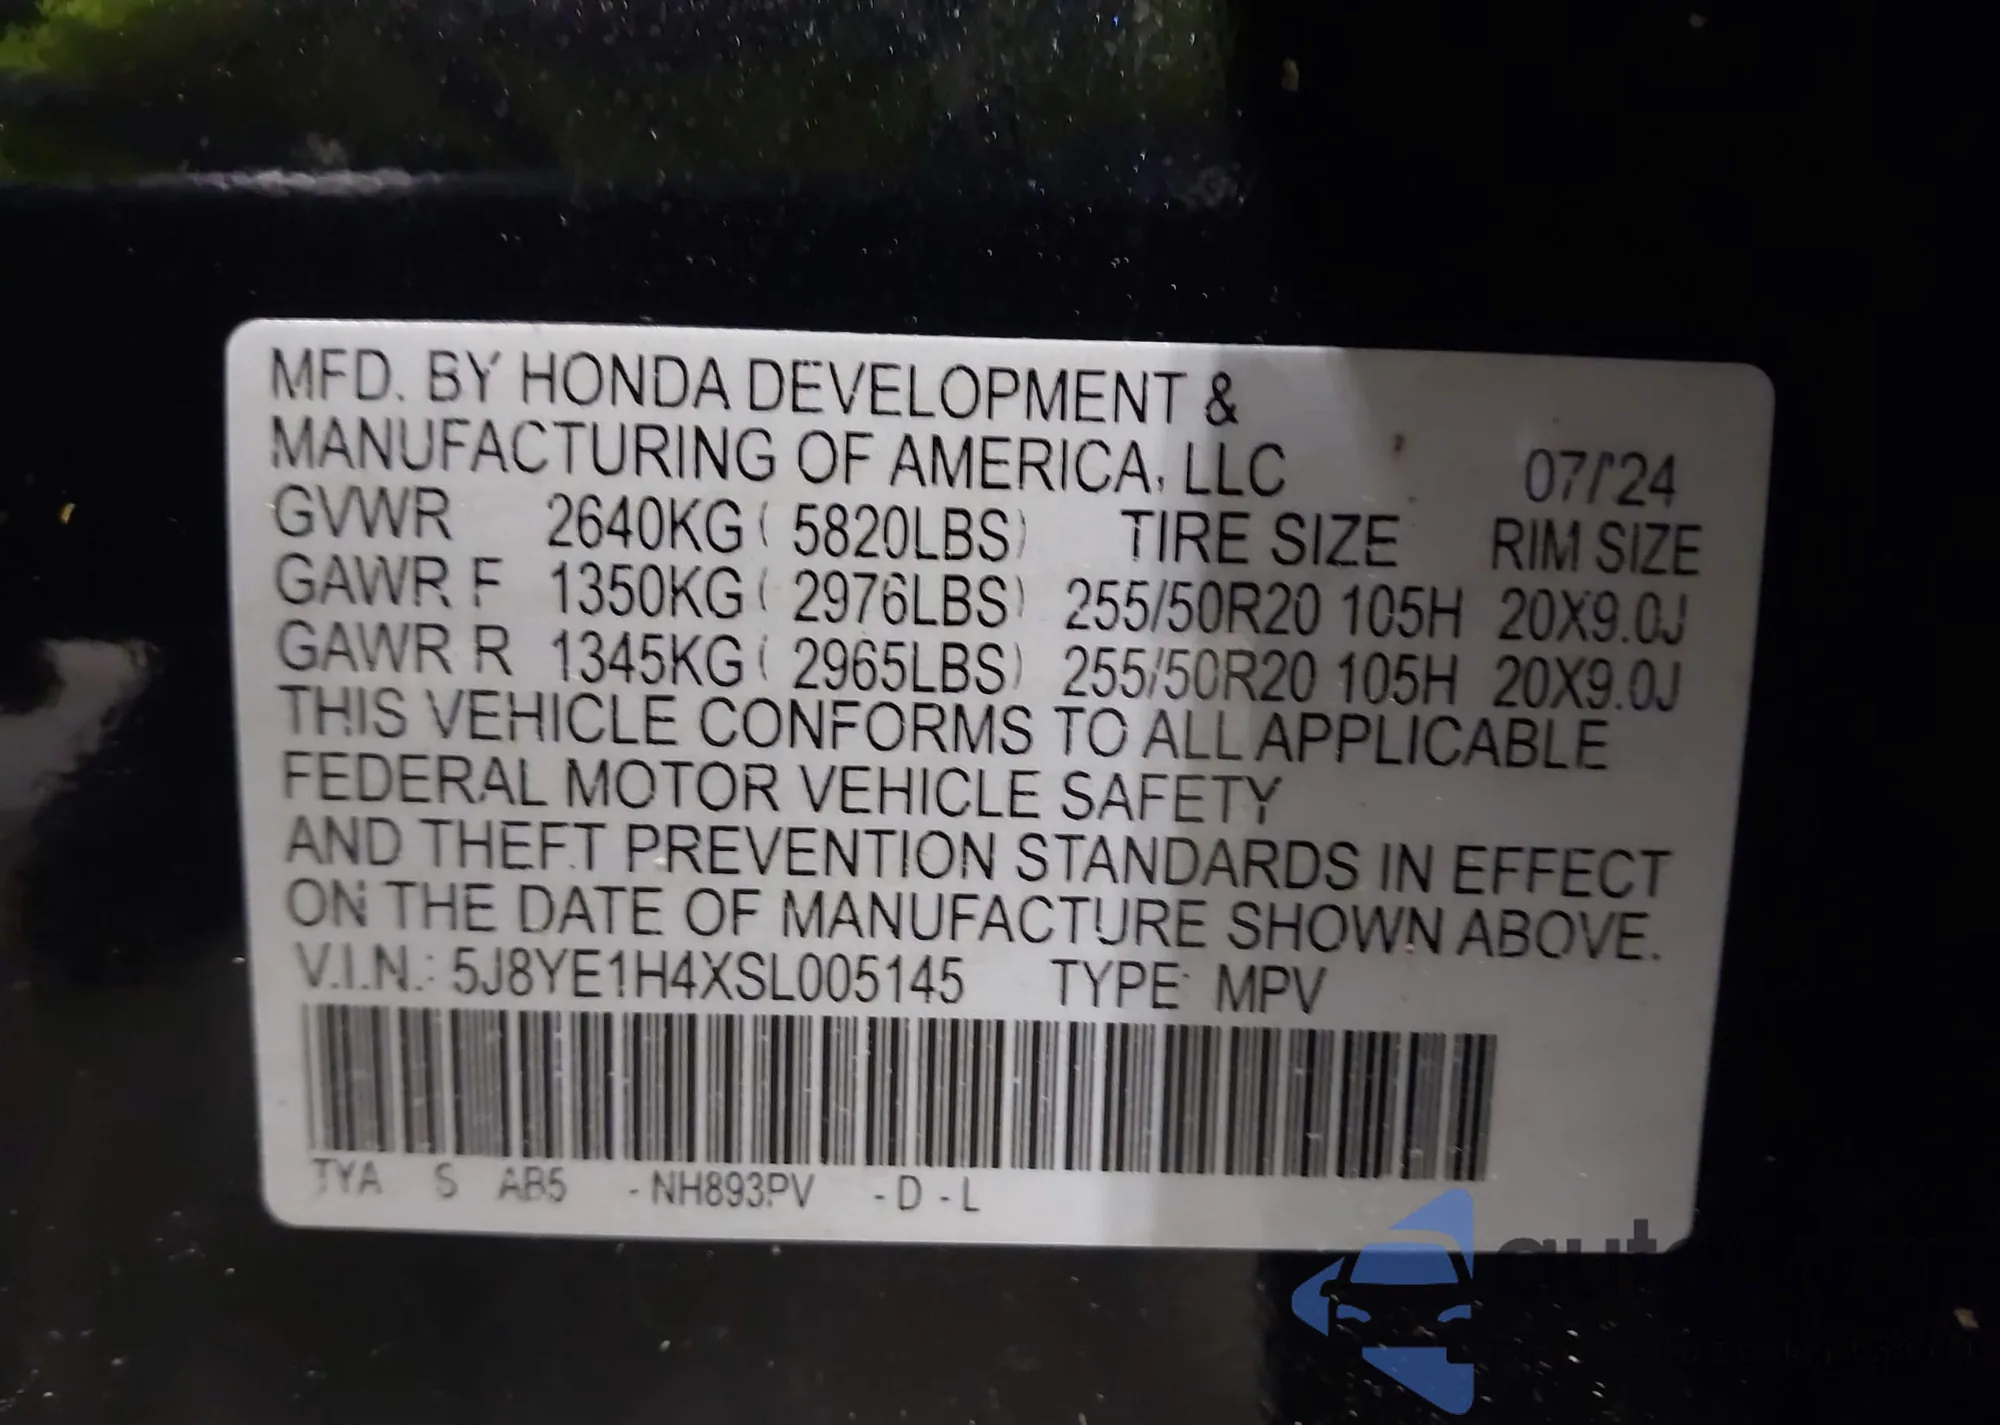 MFD. BY HONDA DEVELOPMENT &
MANUFACTURING OF AMERICA, LLC 07/'24
GVWR 2640KG ( 5820LBS) TIRE SIZE RIM SIZE
GAWR F 1350KG ( 2976LBS) 255/50R20 105H 20X9.0J
GAWR R 1345KG ( 2965LBS) 255/50R20 105H 20X9.0J
THIS VEHICLE CONFORMS TO ALL APPLICABLE
FEDERAL MOTOR VEHICLE SAFETY
AND THEFT PREVENTION STANDARDS IN EFFECT
ON THE DATE OF MANUFACTURE SHOWN ABOVE.
V.I.N.: 5J8YE1H4XSL005145 TYPE: MPV
TYA S AB5 - NH893PV - D - L